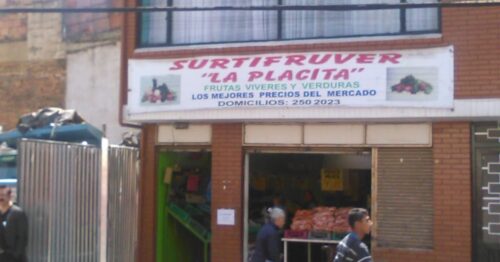 SURTIFRUVER
"LA PLACITA"
FRUTAS VIVERES Y VERDURAS
LOS MEJORES PRECIOS DEL MERCADO
DOMICILIOS: 250 2023